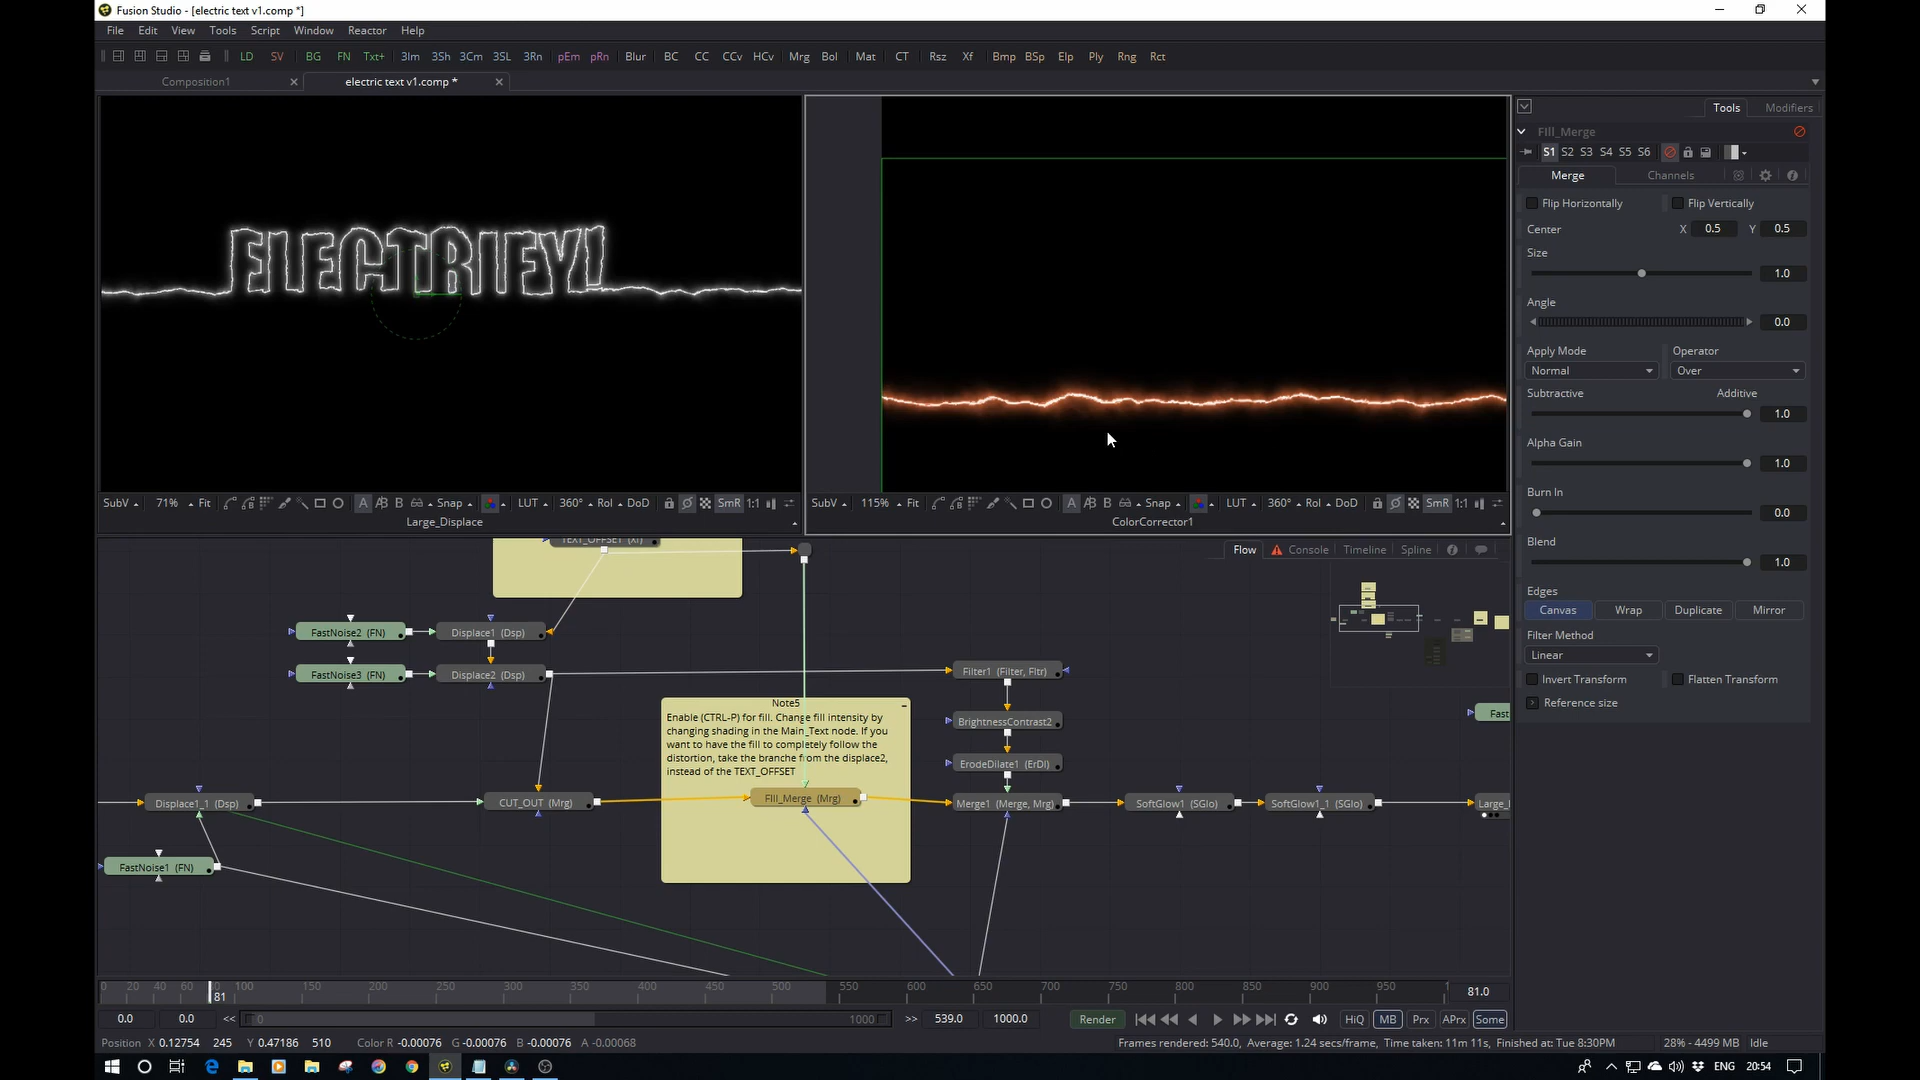 Fusion Studio - [electric text v1.comp *]
File Edit View Tools Script Window Reactor Help
LD SV BG FN Txt+ 3Im 3Sh 3Cm 3SL 3Rn pEm pRn Blur BC CC CCv HCv Mrg Bol Mat CT Rsz Xf Bmp BSp Elp Ply Rng Rct
Composition1 electric text v1.comp *
ELECTRIFY!
Tools Modifiers
FIll_Merge
S1 S2 S3 S4 S5 S6
Merge Channels
Flip Horizontally Flip Vertically
Center X 0.5 Y 0.5
Size
1.0
Angle
0.0
Apply Mode Operator
Normal Over
Subtractive Additive
1.0
Alpha Gain
1.0
Burn In
0.0
Blend
1.0
Edges
Canvas Wrap Duplicate Mirror
Filter Method
Linear
Invert Transform Flatten Transform
Reference size
SubV 71% Fit A AB B Snap LUT 360° RoI DoD SmR 1:1
Large_Displace
SubV 115% Fit A AB B Snap LUT 360° RoI DoD SmR 1:1
ColorCorrector1
Flow Console Timeline Spline
TEXT_OFFSET (Xf)
FastNoise2 (FN) Displace1 (Dsp)
FastNoise3 (FN) Displace2 (Dsp)
Filter1 (Filter, Fltr)
BrightnessContrast2
ErodeDilate1 (ErDl)
Note5
Enable (CTRL-P) for fill. Change fill intensity by
changing shading in the Main_Text node. If you
want to have the fill to completely follow the
distortion, take the branche from the displace2,
instead of the TEXT_OFFSET
Fast
Displace1_1 (Dsp) CUT_OUT (Mrg) FIll_Merge (Mrg) Merge1 (Merge, Mrg) SoftGlow1 (SGlo) SoftGlow1_1 (SGlo) Large_
FastNoise1 (FN)
0 20 40 60 80 100 150 200 250 300 350 400 450 500 550 600 650 700 750 800 850 900 950
81
81.0
0.0 0.0 << 0 1000 >> 539.0 1000.0 Render HiQ MB Prx APrx Some
Position X 0.12754 245 Y 0.47186 510 Color R -0.00076 G -0.00076 B -0.00076 A -0.00068
Frames rendered: 540.0, Average: 1.24 secs/frame, Time taken: 11m 11s, Finished at: Tue 8:30PM 28% - 4499 MB Idle
ENG 20:54